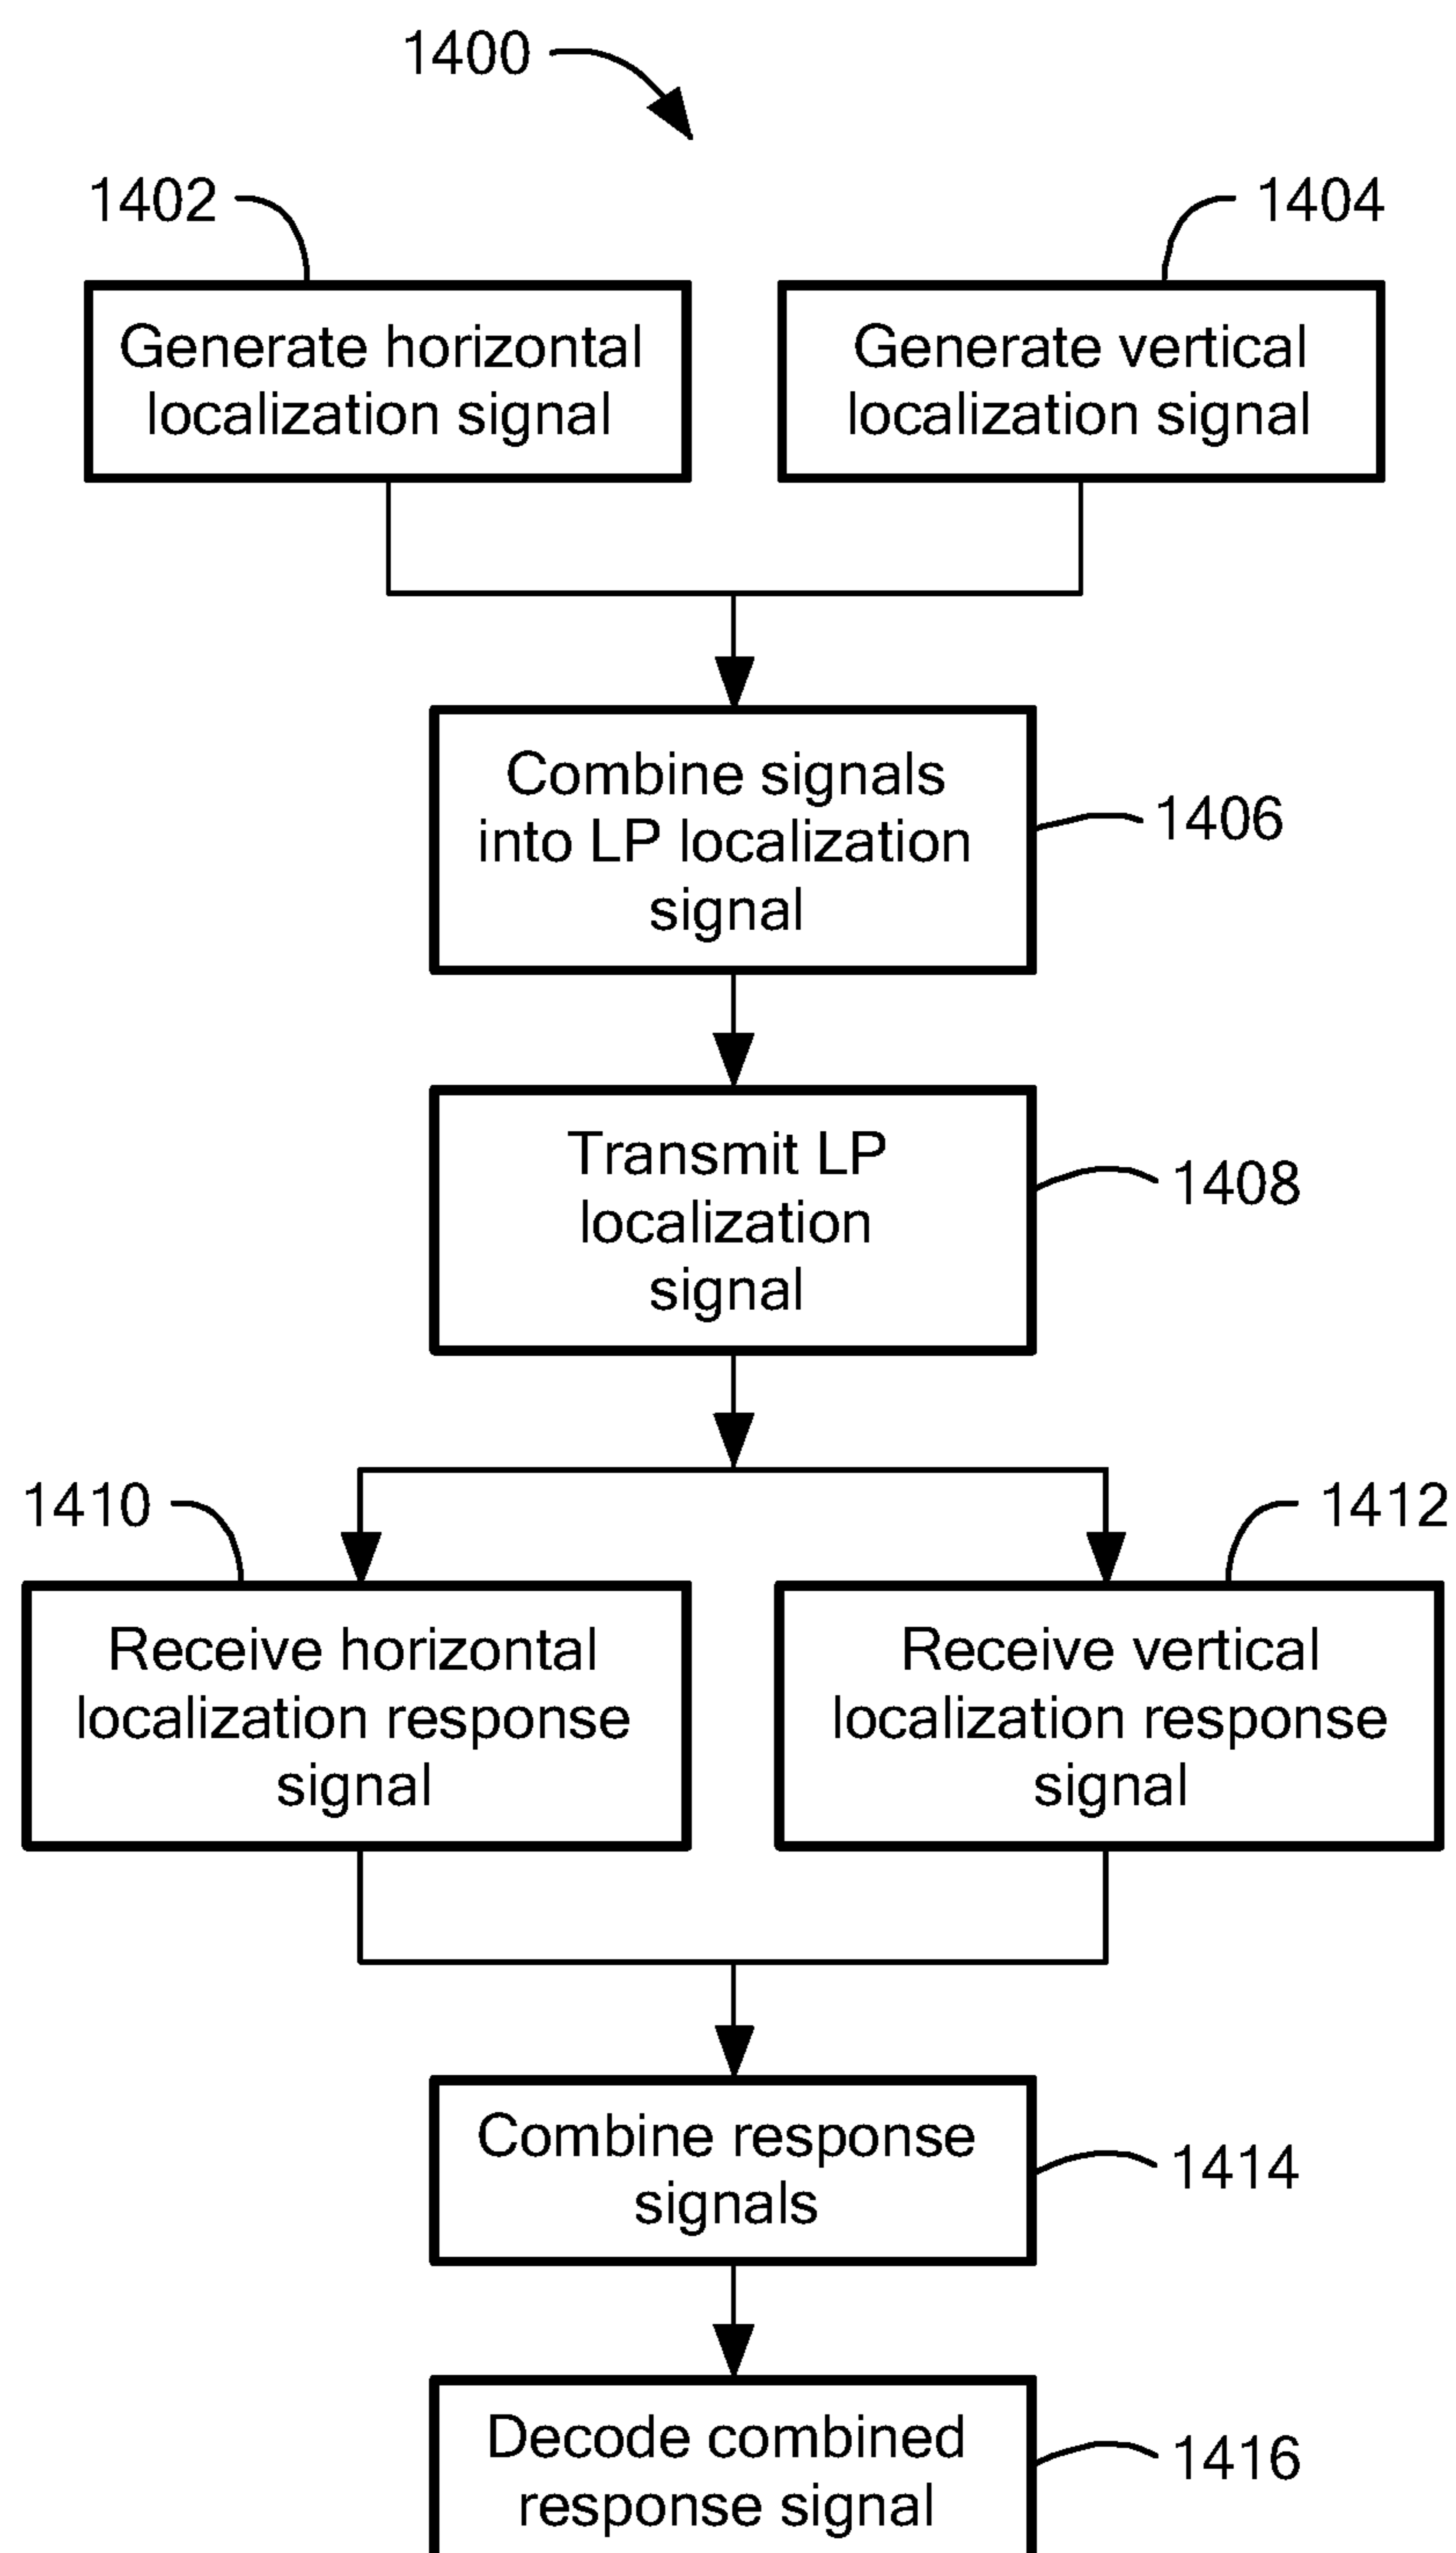 1400
1402
1404
Generate horizontal
localization signal
Generate vertical
localization signal
Combine signals
into LP localization
signal
1406
Transmit LP
localization
signal
1408
1410
1412
Receive horizontal
localization response
signal
Receive vertical
localization response
signal
Combine response
signals
1414
Decode combined
response signal
1416